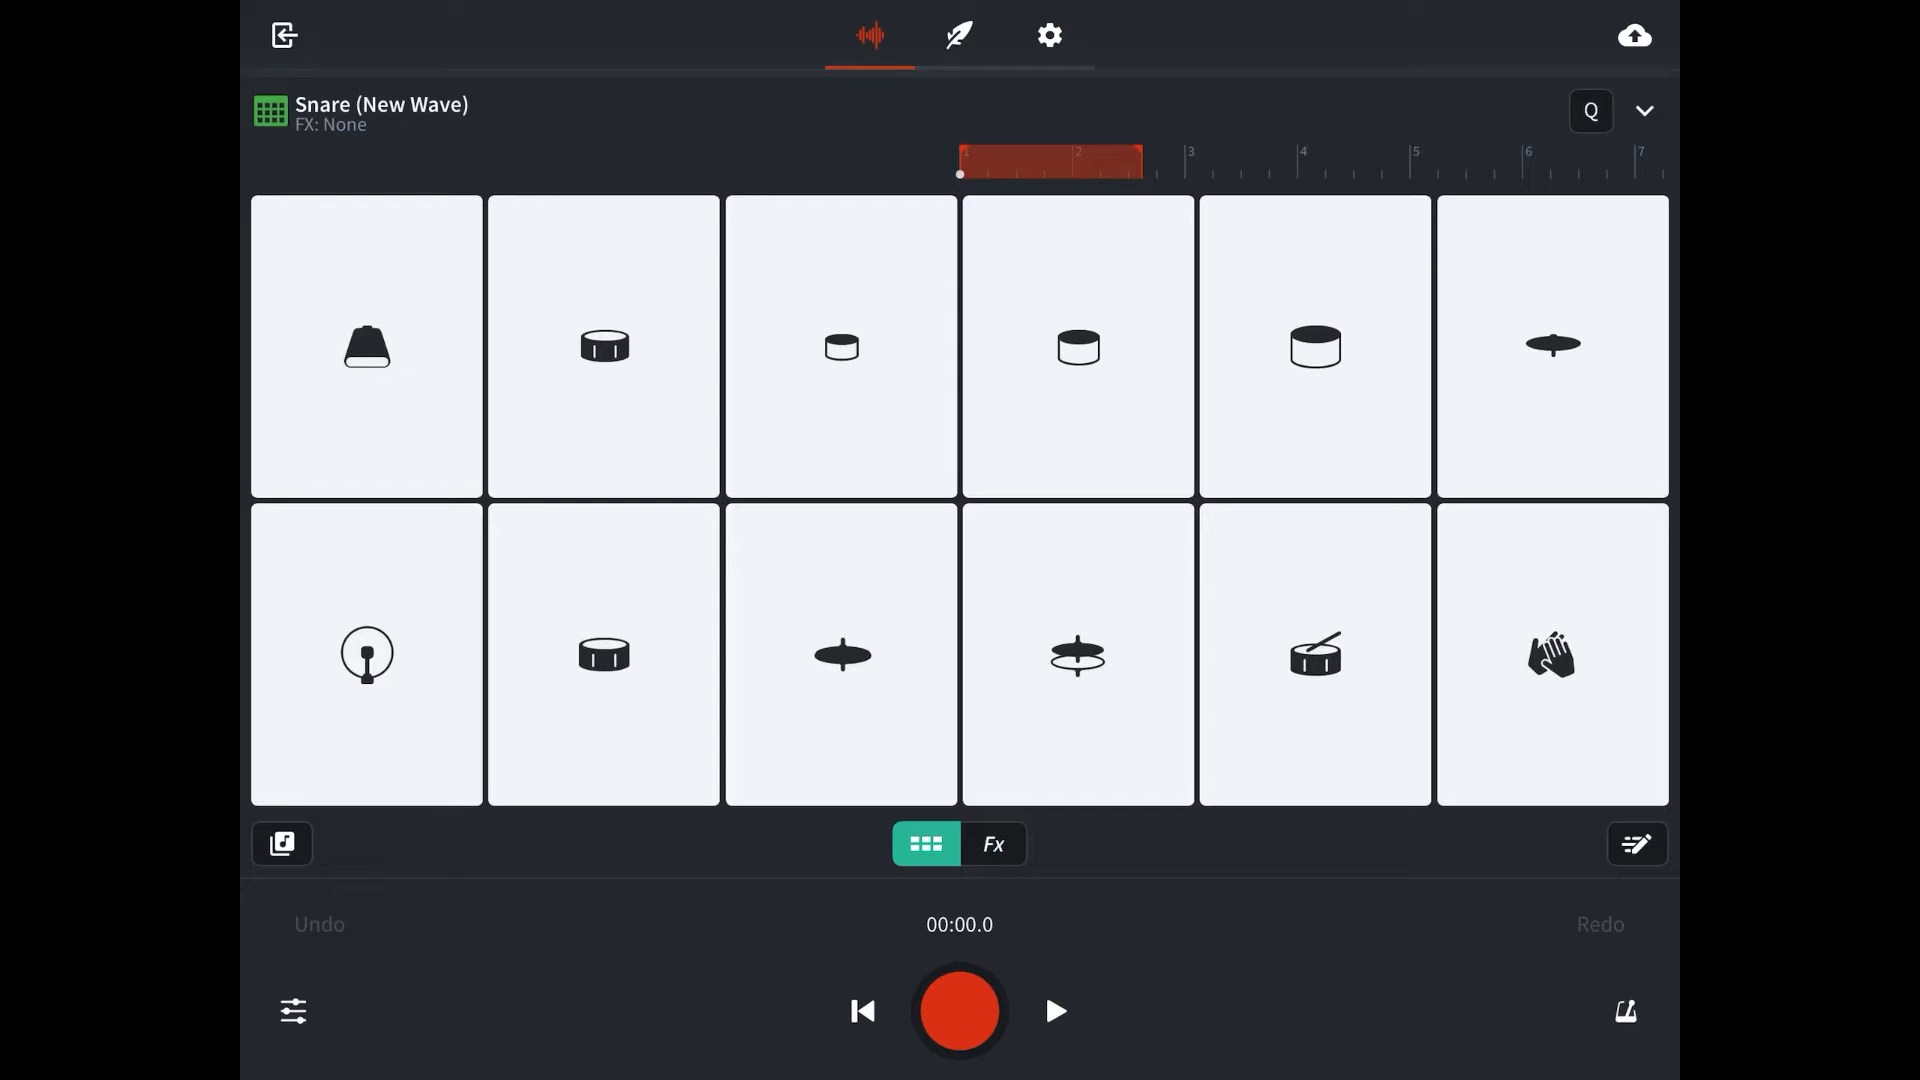 Snare (New Wave)
FX: None
Q
1 2 3 4 5 6 7
Fx
Undo
00:00.0
Redo